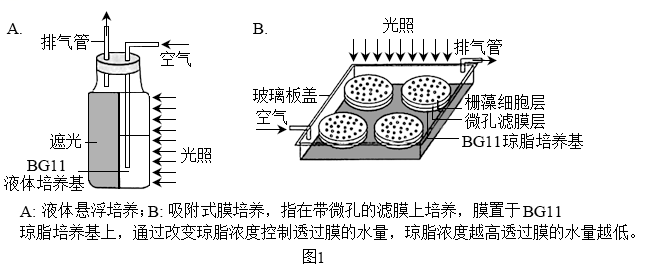 A.
排气管
空气
遮光
BG11
液体培养基
光照
B.
光照
排气管
玻璃板盖
空气
栅藻细胞层
微孔滤膜层
BG11琼脂培养基
A: 液体悬浮培养；B: 吸附式膜培养，指在带微孔的滤膜上培养，膜置于BG11
琼脂培养基上，通过改变琼脂浓度控制透过膜的水量，琼脂浓度越高透过膜的水量越低。
图1